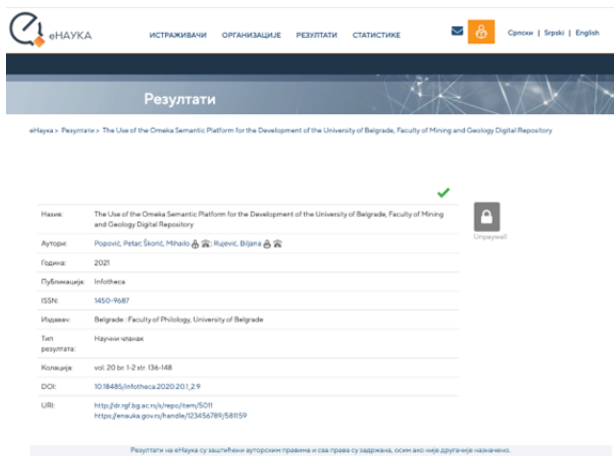 еНАУКА
ИСТРАЖИВАЧИ ОРГАНИЗАЦИЈЕ РЕЗУЛТАТИ СТАТИСТИКЕ
Српски | Srpski | English
Резултати
еНаука > Резултати > The Use of the Omeka Semantic Platform for the Development of the University of Belgrade, Faculty of Mining and Geology Digital Repository
Назив: The Use of the Omeka Semantic Platform for the Development of the University of Belgrade, Faculty of Mining
and Geology Digital Repository
Unpaywall
Аутори: Popović, Petar; Škorić, Mihailo; Rujević, Biljana
Година: 2021
Публикација: Infotheca
ISSN: 1450-9687
Издавач: Belgrade : Faculty of Philology, University of Belgrade
Тип
резултата: Научни чланак
Колација: vol. 20 br. 1-2 str. 136-148
DOI: 10.18485/infotheca.2020.20.1_2.9
URI: http://dr.rgf.bg.ac.rs/s/repo/item/5011
https://enauka.gov.rs/handle/123456789/581159
Резултати на еНаука су заштићени ауторским правима и сва права су задржана, осим ако није другачије назначено.